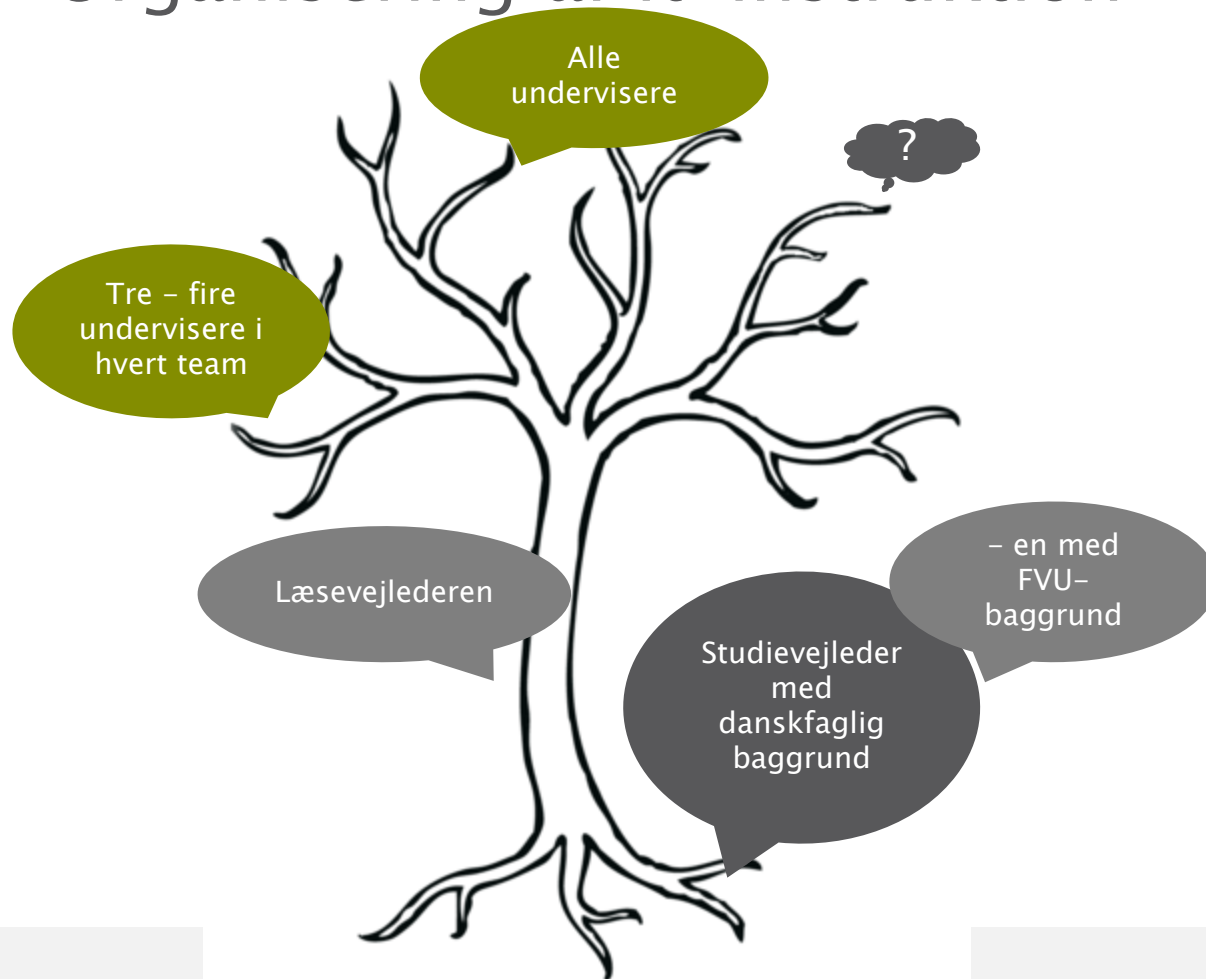 Alle
undervisere
?
Tre – fire
undervisere i
hvert team
– en med
FVU–
baggrund
Læsevejlederen
Studievejleder
med
danskfaglig
baggrund